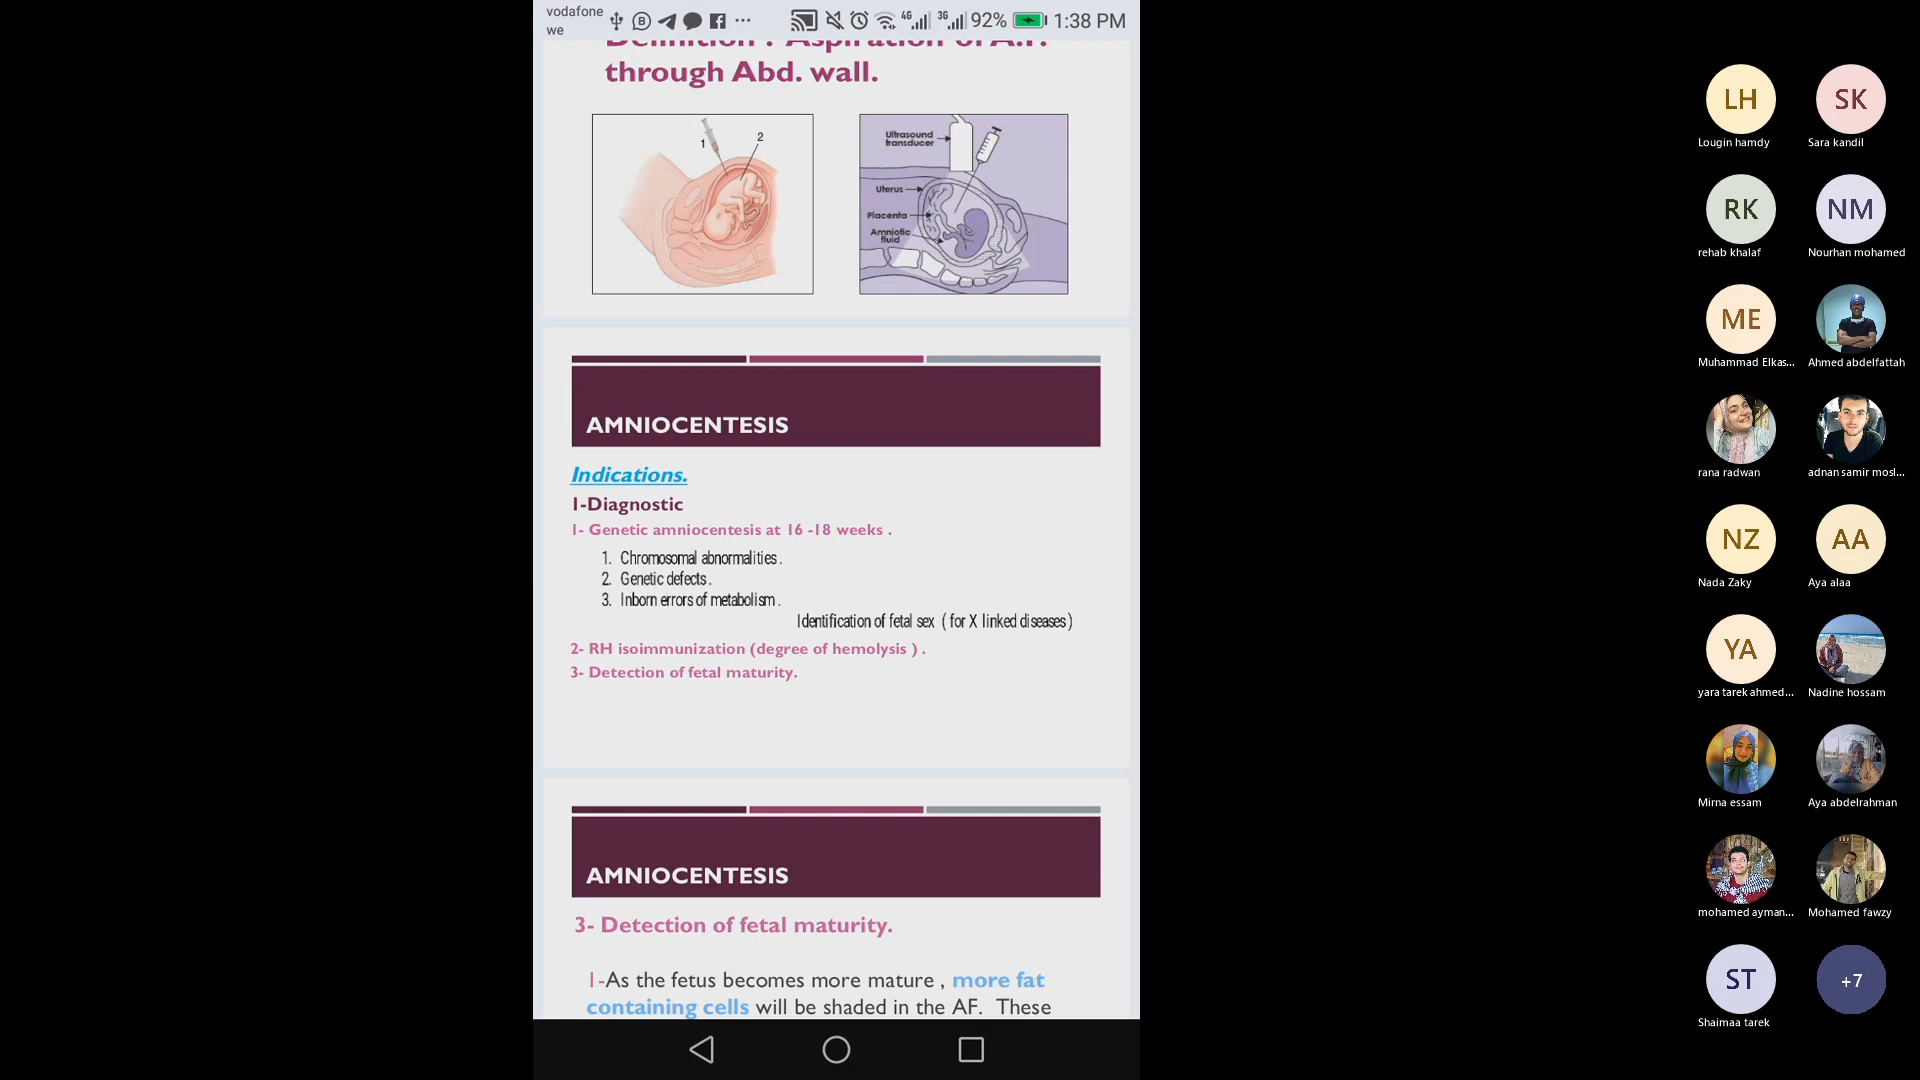 vodafone
we
4G
3G
92%
1:38 PM
Definition : Aspiration of A.F.
through Abd. wall.
1
2
Ultrasound
transducer
Uterus
Placenta
Amniotic
fluid
AMNIOCENTESIS
Indications.
1-Diagnostic
1- Genetic amniocentesis at 16 -18 weeks .
1. Chromosomal abnormalities .
2. Genetic defects .
3. Inborn errors of metabolism .
Identification of fetal sex ( for X linked diseases )
2- RH isoimmunization (degree of hemolysis ) .
3- Detection of fetal maturity.
AMNIOCENTESIS
3- Detection of fetal maturity.
1-As the fetus becomes more mature , more fat
containing cells will be shaded in the AF. These
LH
SK
Lougin hamdy
Sara kandil
RK
NM
rehab khalaf
Nourhan mohamed
ME
Muhammad Elkas...
Ahmed abdelfattah
rana radwan
adnan samir mosl...
NZ
AA
Nada Zaky
Aya alaa
YA
yara tarek ahmed...
Nadine hossam
Mirna essam
Aya abdelrahman
mohamed ayman...
Mohamed fawzy
ST
+7
Shaimaa tarek